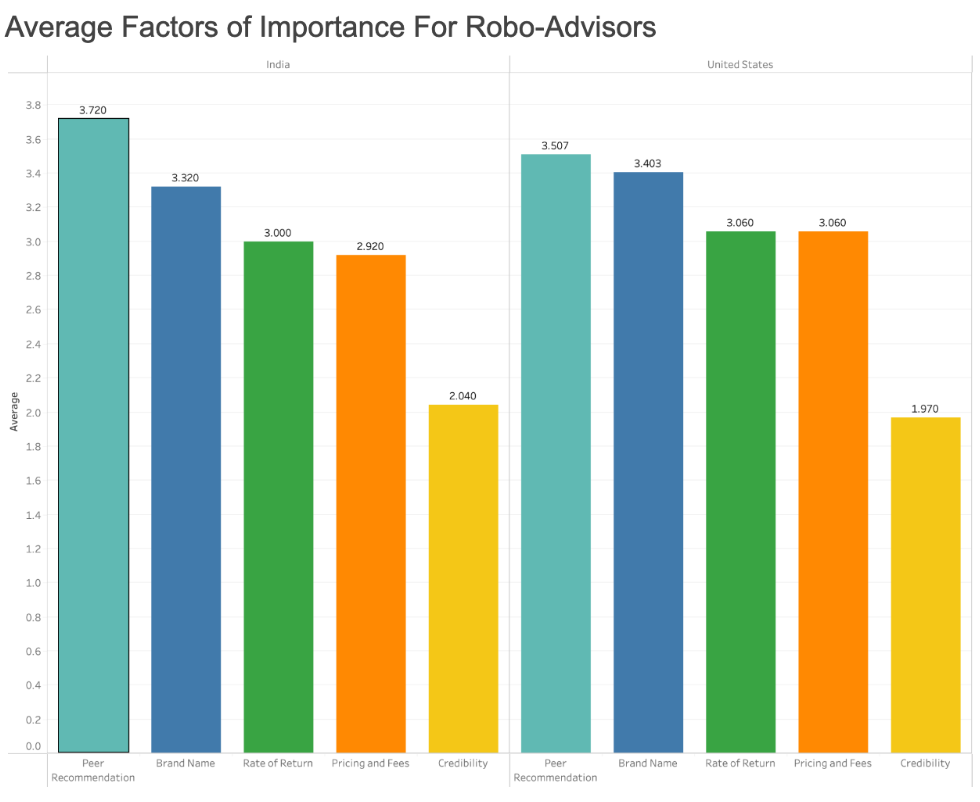 Average Factors of Importance For Robo-Advisors
India
United States
3.8
3.6
3.4
3.2
3.0
2.8
2.6
2.4
2.2
2.0
1.8
1.6
1.4
1.2
1.0
0.8
0.6
0.4
0.2
0.0
Average
3.720
3.320
3.000
2.920
2.040
3.507
3.403
3.060
3.060
1.970
Peer
Recommendation
Brand Name
Rate of Return
Pricing and Fees
Credibility
Peer
Recommendation
Brand Name
Rate of Return
Pricing and Fees
Credibility